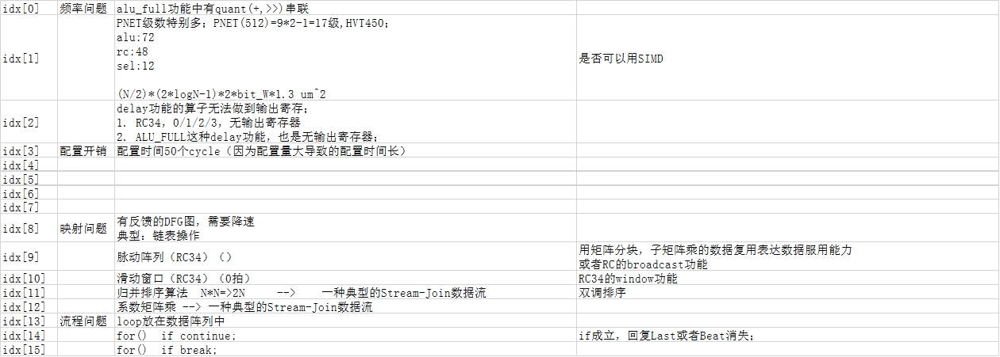 idx[0] 频率问题 alu_full功能中有quant(+,>>)串联
PNET级数特别多；PNET(512)=9*2-1=17级,HVT450；
alu:72
rc:48
sel:12
(N/2)*(2*logN-1)*2*bit_W*1.3 um^2
idx[1] 是否可以用SIMD
delay功能的算子无法做到输出寄存；
1. RC34，0/1/2/3，无输出寄存器
2. ALU_FULL这种delay功能，也是无输出寄存器；
idx[2]
idx[3] 配置开销 配置时间50个cycle（因为配置量大导致的配置时间长）
idx[4]
idx[5]
idx[6]
idx[7]
idx[8] 映射问题 有反馈的DFG图，需要降速
典型：链表操作
idx[9] 脉动阵列（RC34）（） 用矩阵分块，子矩阵乘的数据复用表达数据服用能力
或者RC的broadcast功能
idx[10] 滑动窗口（RC34）（0拍） RC34的window功能
idx[11] 归并排序算法 N*N=>2N --> 一种典型的Stream-Join数据流 双调排序
idx[12] 系数矩阵乘 --> 一种典型的Stream-Join数据流
idx[13] 流程问题 loop放在数据阵列中
idx[14] for() if continue; if成立，回复Last或者Beat消失；
idx[15] for() if break;